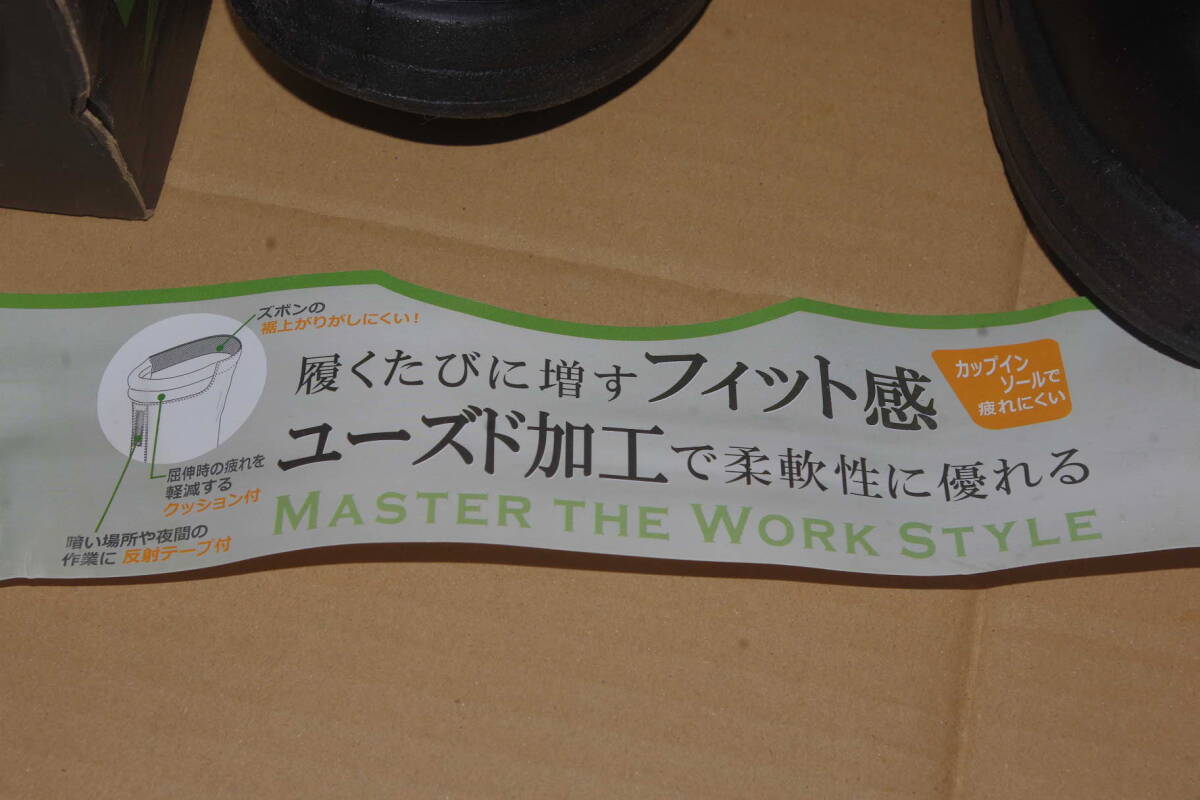 ズボンの
裾上がりがしにくい！
屈伸時の疲れを
軽減する
クッション付
暗い場所や夜間の
作業に 反射テープ付
履くたびに増すフィット感
ユーズド加工で柔軟性に優れる
MASTER THE WORK STYLE
カップイン
ソールで
疲れにくい